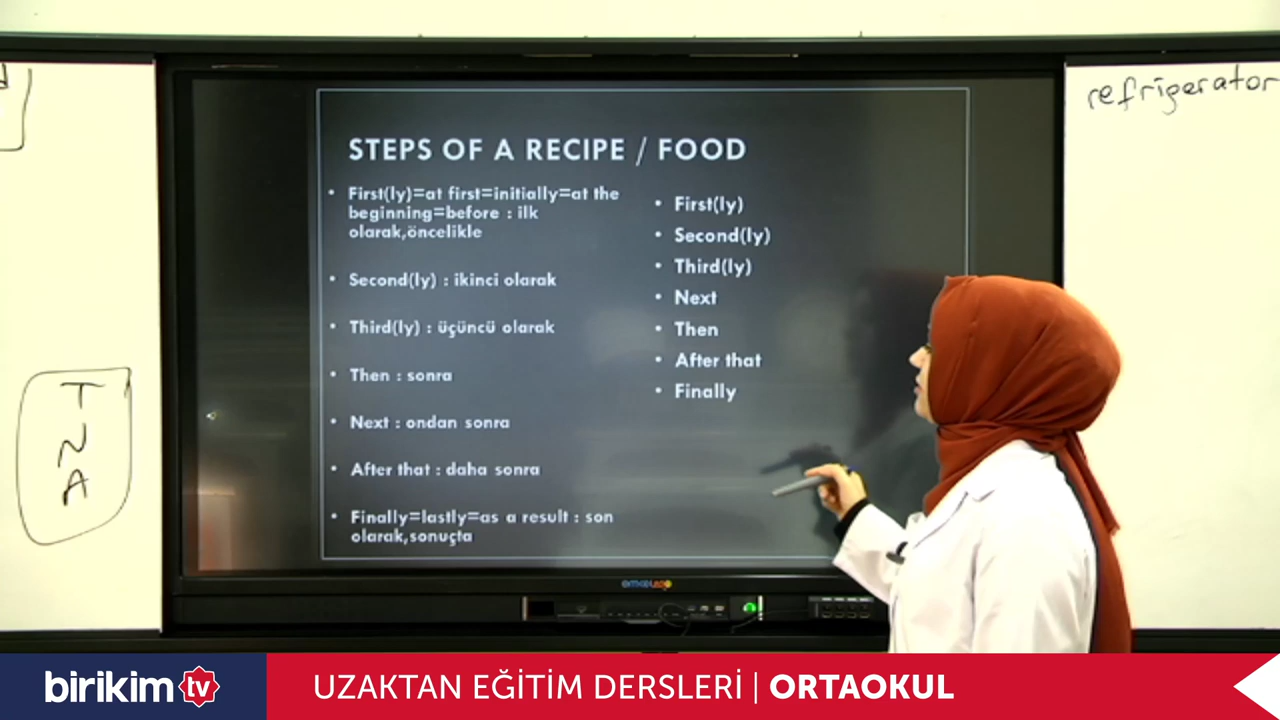 refrigerator
STEPS OF A RECIPE / FOOD
• First(ly)=at first=initially=at the
beginning=before : ilk
olarak,öncelikle
• Second(ly) : ikinci olarak
• Third(ly) : üçüncü olarak
• Then : sonra
• Next : ondan sonra
• After that : daha sonra
• Finally=lastly=as a result : son
olarak,sonuçta
• First(ly)
• Second(ly)
• Third(ly)
• Next
• Then
• After that
• Finally
T
N
A
birikim tv
UZAKTAN EĞİTİM DERSLERİ | ORTAOKUL